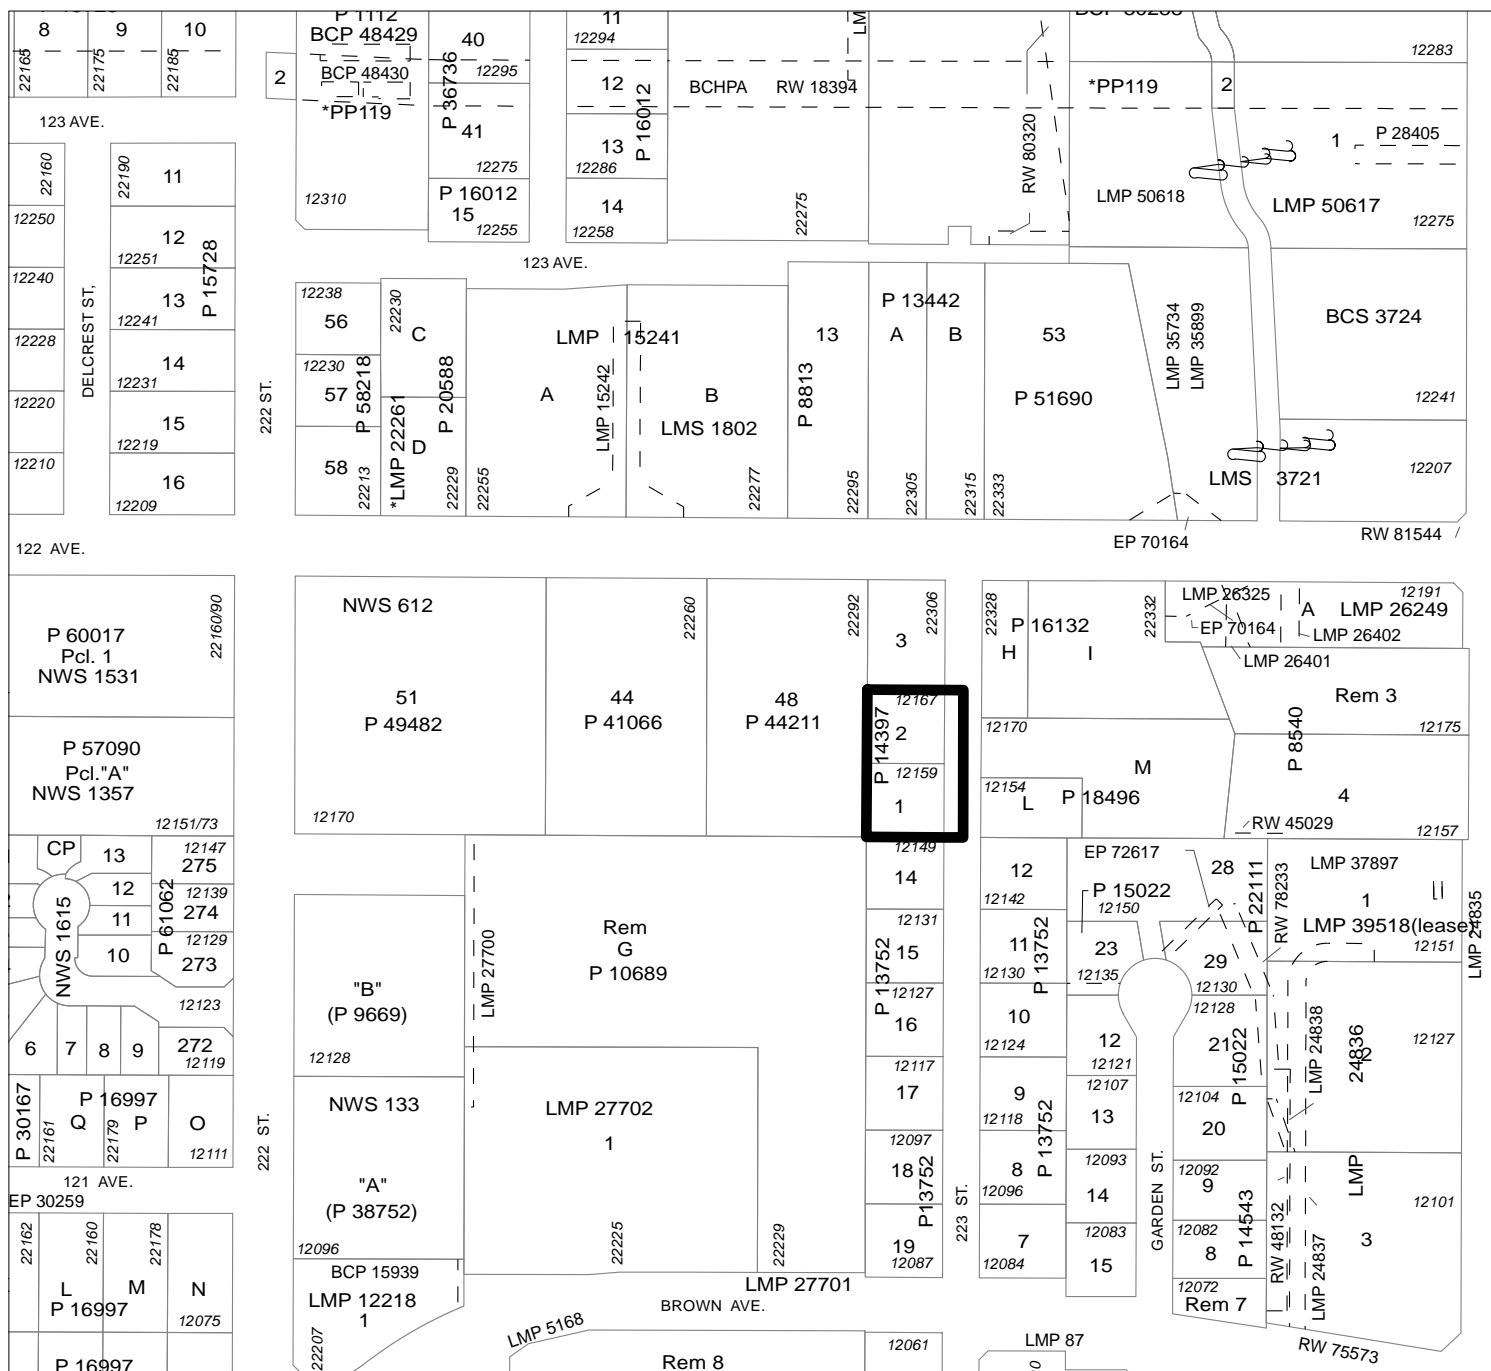 8
9
10
22165
22175
22185
2
P 1112
BCP 48429
BCP 48430
*PP119
12310
40
12295
P 36736
41
12275
P 16012
15
12255
11
12294
12
P 16012
13
12286
14
12258
LM
BCHPA
RW 18394
22275
RW 80320
12283
*PP119
2
1
P 28405
LMP 50618
LMP 50617
12275
123 AVE.
22160
22190
11
12250
12
12251
P 15728
12240
13
12241
12228
14
12231
12220
15
12219
12210
16
12209
DELCREST ST,
222 ST.
123 AVE.
12238
56
12230
57
58
P 58218
22213
22230
C
P 20588
*LMP 22261
D
22229
LMP 15241
A
LMP 15242
22255
B
LMS 1802
22277
13
P 8813
22295
P 13442
A
B
22305
22315
53
P 51690
22333
LMP 35734
LMP 35899
BCS 3724
12241
LMS 3721
12207
EP 70164
RW 81544
122 AVE.
P 60017
Pcl. 1
NWS 1531
22160/90
P 57090
Pcl."A"
NWS 1357
12151/73
NWS 612
51
P 49482
12170
22260
44
P 41066
22292
48
P 44211
22306
3
12167
P 14397
2
12159
1
22328
P 16132
H
I
22332
12170
12154
L
P 18496
M
LMP 26325
EP 70164
12191
A
LMP 26249
LMP 26402
LMP 26401
Rem 3
P 8540
12175
4
RW 45029
12157
CP
13
12147
275
12
12139
274
11
P 61062
12129
10
273
NWS 1615
12123
6
7
8
9
272
12119
P 30167
P 16997
22161
Q
22179
P
O
12111
121 AVE.
EP 30259
22162
22160
22178
L
M
N
P 16997
12075
P 16997
222 ST.
"B"
(P 9669)
12128
NWS 133
"A"
(P 38752)
12096
BCP 15939
LMP 12218
1
22207
LMP 27700
Rem
G
P 10689
LMP 27702
1
22225
22229
LMP 27701
BROWN AVE.
LMP 5168
Rem 8
12149
14
12131
15
P 13752
12127
16
12117
17
12097
18
P13752
19
12087
12061
223 ST.
12
12142
11
P 13752
12130
10
12124
9
12118
P 13752
8
12096
7
12084
LMP 87
EP 72617
P 15022
12150
23
12135
12
12121
12107
13
12093
14
12083
15
GARDEN ST.
28
P 22111
RW 78233
29
12130
12128
21
P 15022
12104
20
12092
9
P 14543
12082
8
12072
Rem 7
RW 48132
LMP 24837
LMP 24838
LMP 37897
1
LMP 39518(lease)
12151
LMP 24835
LMP 24836
2
12127
12101
3
RW 75573